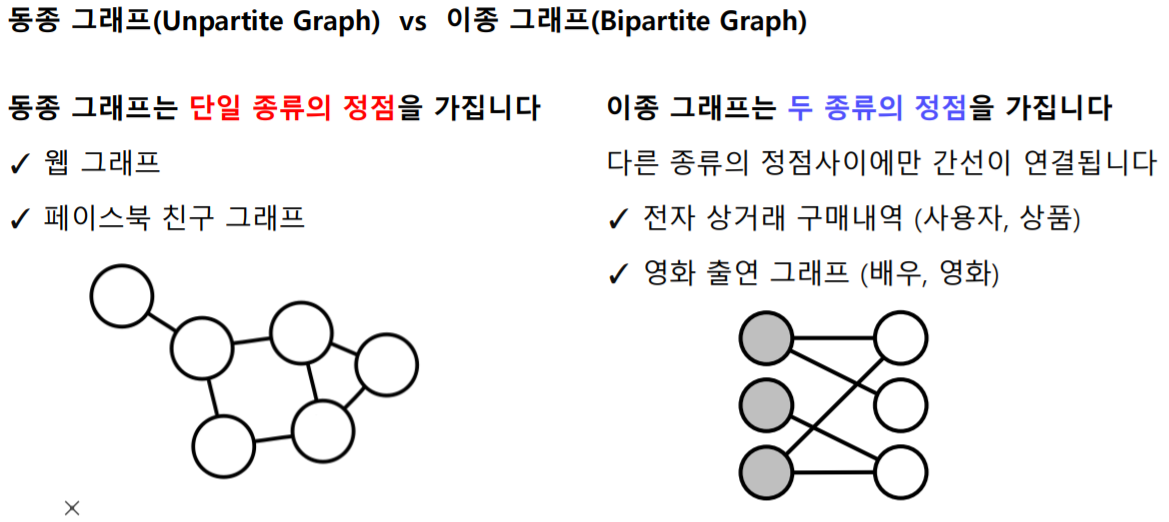 동종 그래프(Unpartite Graph) vs 이종 그래프(Bipartite Graph)
동종 그래프는 단일 종류의 정점을 가집니다
✓ 웹 그래프
✓ 페이스북 친구 그래프
이종 그래프는 두 종류의 정점을 가집니다
다른 종류의 정점사이에만 간선이 연결됩니다
✓ 전자 상거래 구매내역 (사용자, 상품)
✓ 영화 출연 그래프 (배우, 영화)